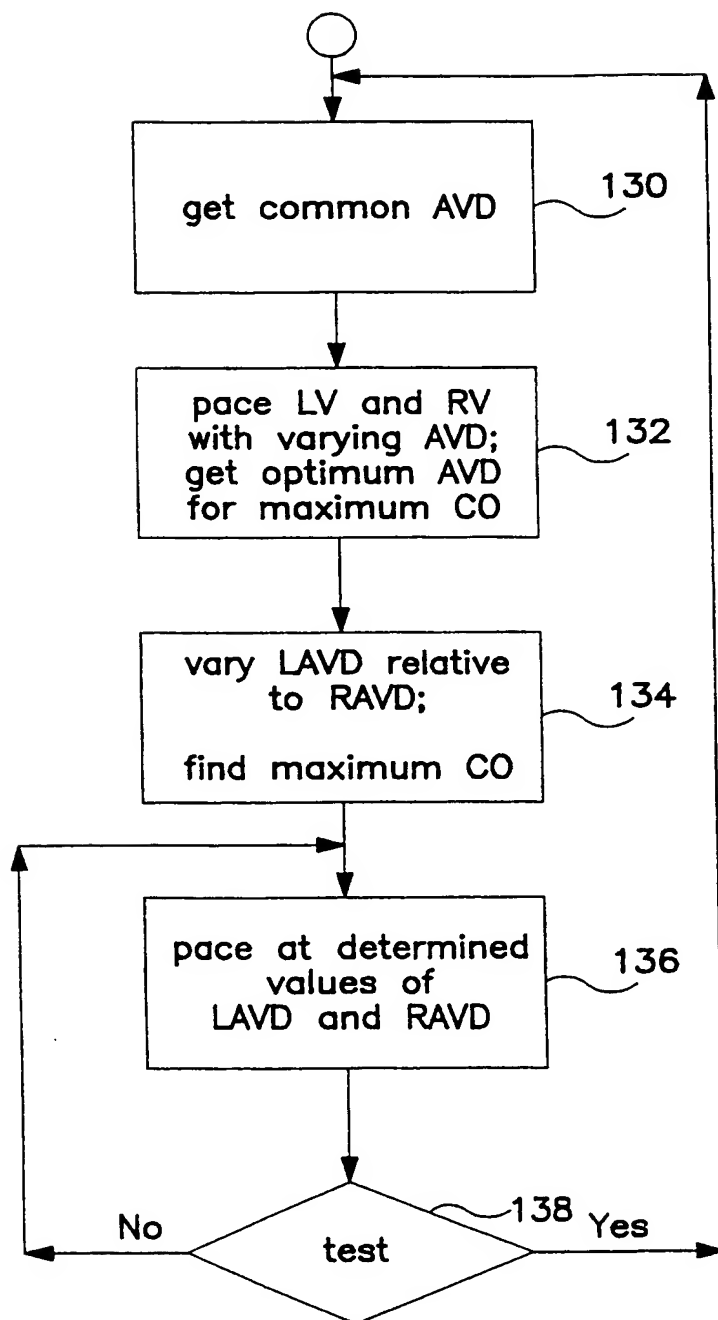 get common AVD
130
pace LV and RV
with varying AVD;
get optimum AVD
for maximum CO
132
vary LAVD relative
to RAVD;
find maximum CO
134
pace at determined
values of
LAVD and RAVD
136
No
test
138
Yes